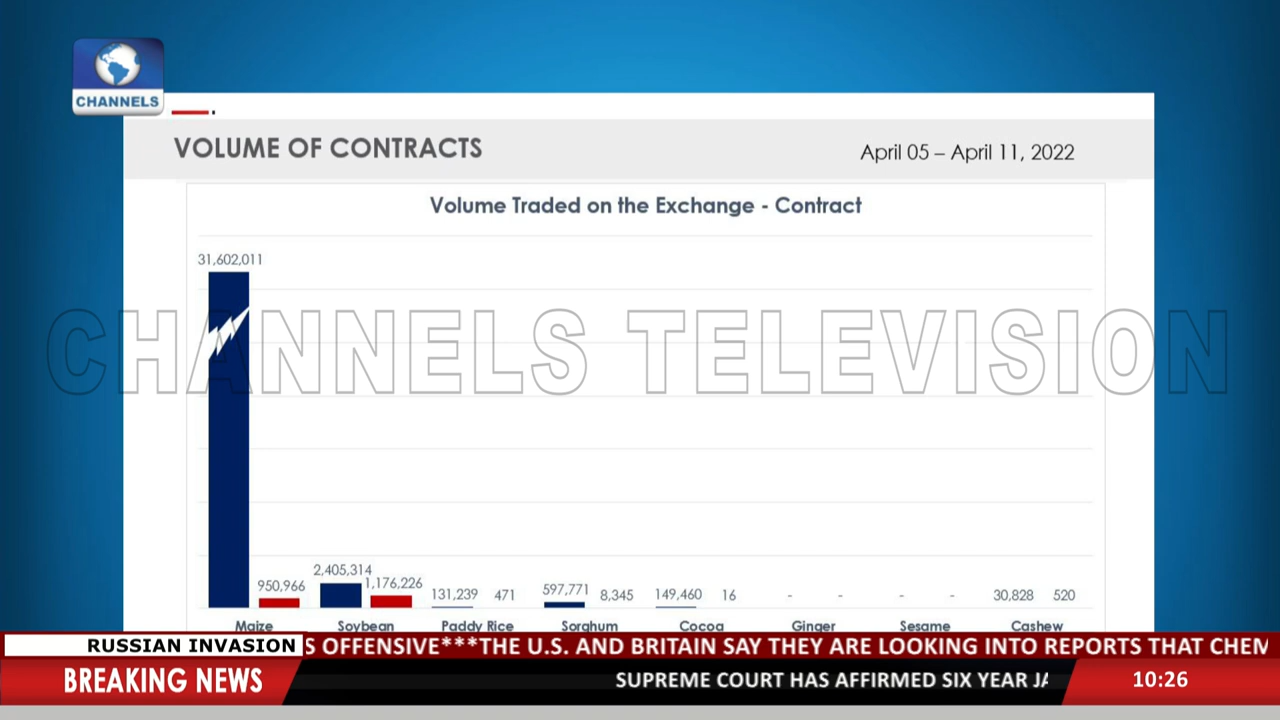 CHANNELS
VOLUME OF CONTRACTS
April 05 – April 11, 2022
Volume Traded on the Exchange - Contract
31,602,011
CHANNELS TELEVISION
950,966
2,405,314
1,176,226
131,239
471
597,771
8,345
149,460
16
-
-
-
-
30,828
520
Maize
Soybean
Paddy Rice
Sorghum
Cocoa
Ginger
Sesame
Cashew
RUSSIAN INVASION
S OFFENSIVE***THE U.S. AND BRITAIN SAY THEY ARE LOOKING INTO REPORTS THAT CHEM
BREAKING NEWS
SUPREME COURT HAS AFFIRMED SIX YEAR JA
10:26